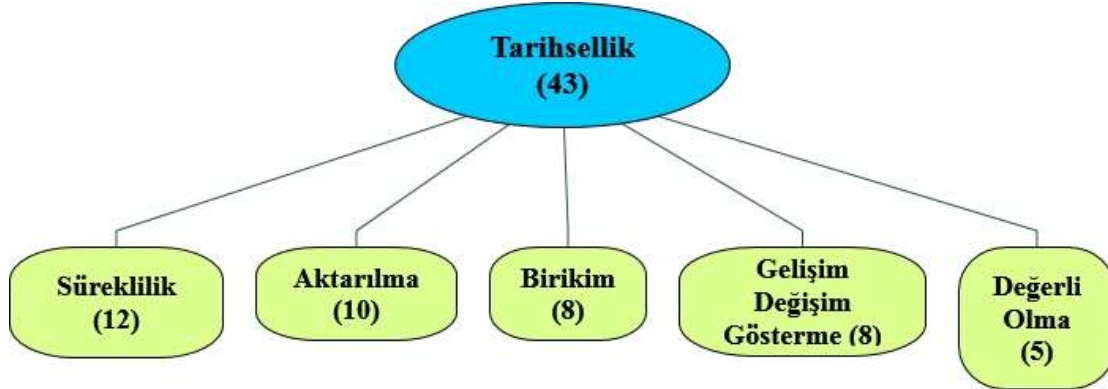 Tarihsellik
(43)
Süreklilik
(12)
Aktarılma
(10)
Birikim
(8)
Gelişim
Değişim
Gösterme (8)
Değerli
Olma
(5)